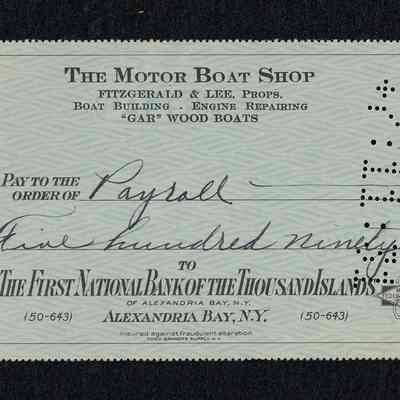 THE MOTOR BOAT SHOP
FITZGERALD & LEE, PROPS.
BOAT BUILDING . ENGINE REPAIRING
"GAR" WOOD BOATS
PAY TO THE
ORDER OF Payroll
Five hundred ninety
TO
THE FIRST NATIONAL BANK OF THE THOUSAND ISLANDS
OF ALEXANDRIA BAY, N.Y.
(50-643) ALEXANDRIA BAY, N.Y. (50-643)
insured against fraudulent alteration